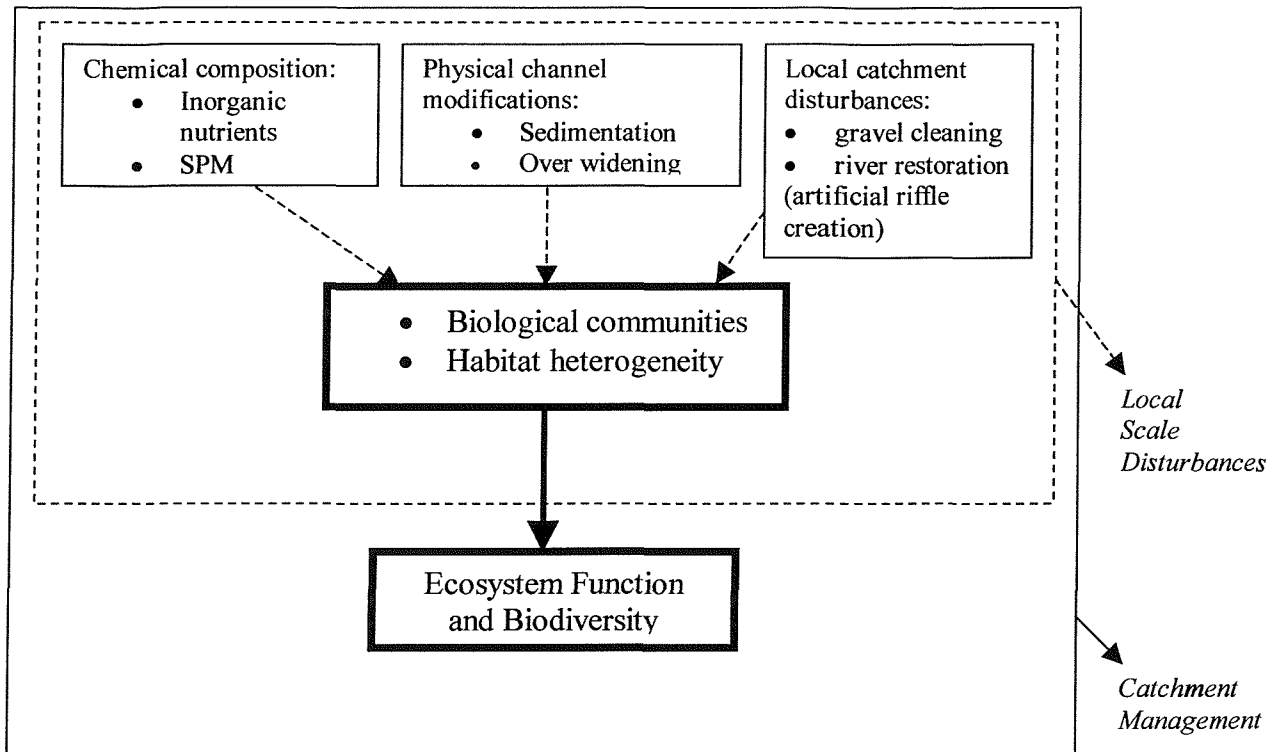 Chemical composition:
• Inorganic
nutrients
• SPM
Physical channel
modifications:
• Sedimentation
• Over widening
Local catchment
disturbances:
• gravel cleaning
• river restoration
(artificial riffle
creation)
• Biological communities
• Habitat heterogeneity
Local
Scale
Disturbances
Ecosystem Function
and Biodiversity
Catchment
Management